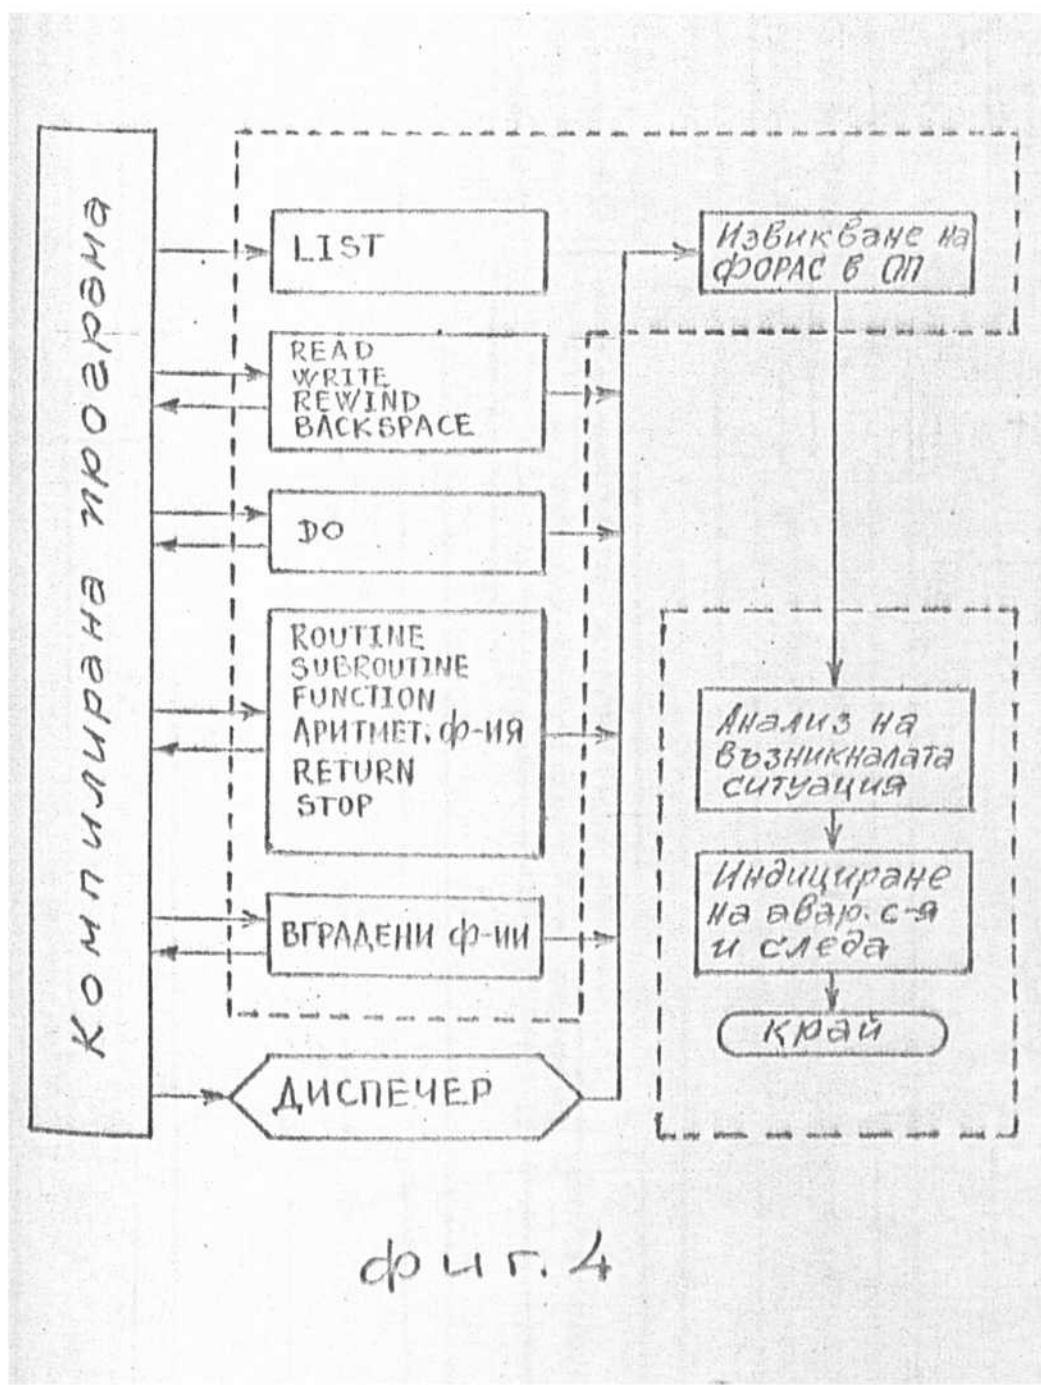 Компилирана програма
LIST
READ
WRITE
REWIND
BACKSPACE
DO
ROUTINE
SUBROUTINE
FUNCTION
АРИТМЕТ. Ф-ИЯ
RETURN
STOP
ВГРАДЕНИ Ф-ИИ
ДИСПЕЧЕР
Извикване на
ФОРАС в ОП
Анализ на
възникналата
ситуация
Индициране
на авар. с-я
и следа
край
фиг. 4